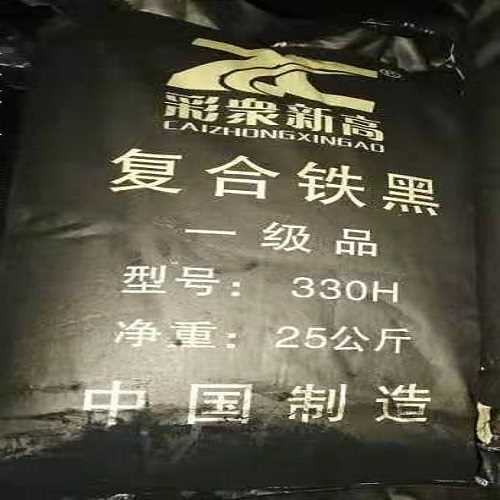 彩眾新高®
CAIZHONGXINGAO
复合铁黑
一级品
型号：330H
净重：25公斤
中国制造